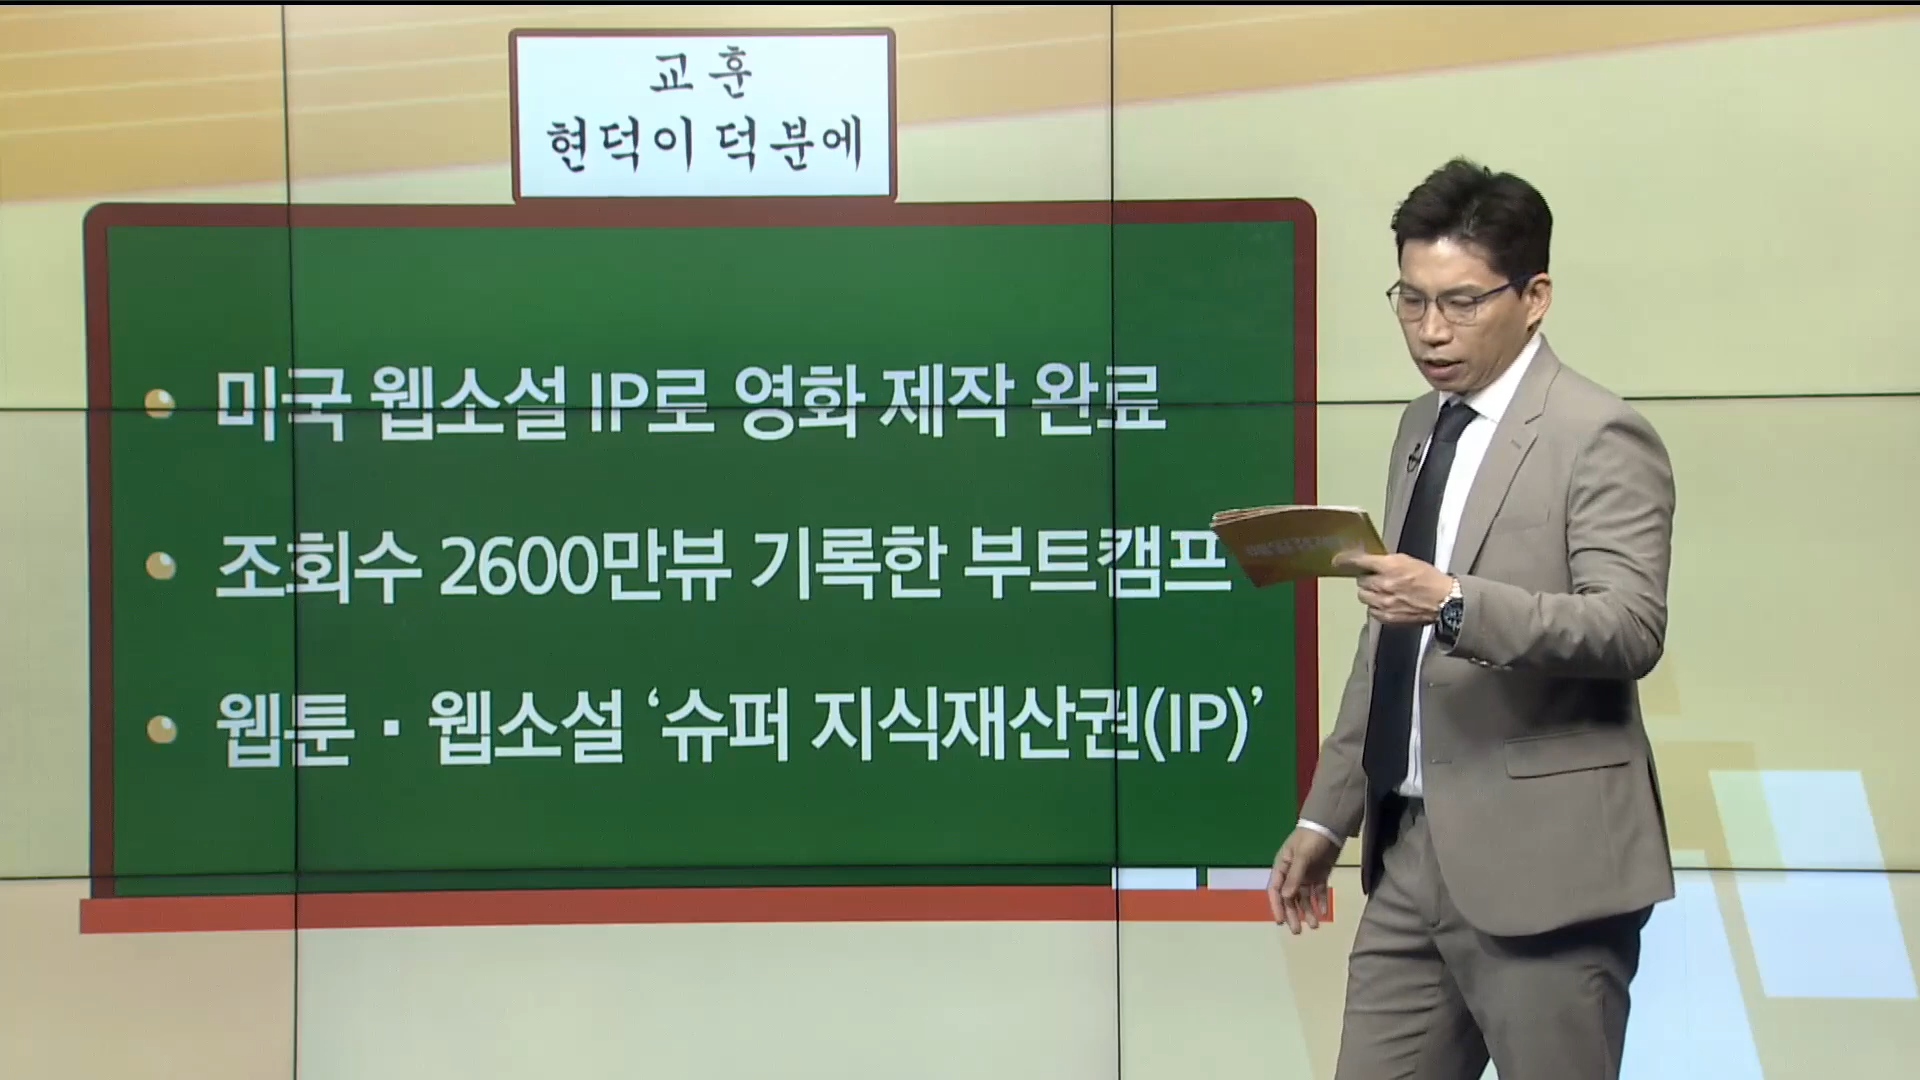 교훈
현덕이 덕분에
미국 웹소설 IP로 영화 제작 완료
조회수 2600만뷰 기록한 부트캠프
웹툰·웹소설 ‘슈퍼 지식재산권(IP)’